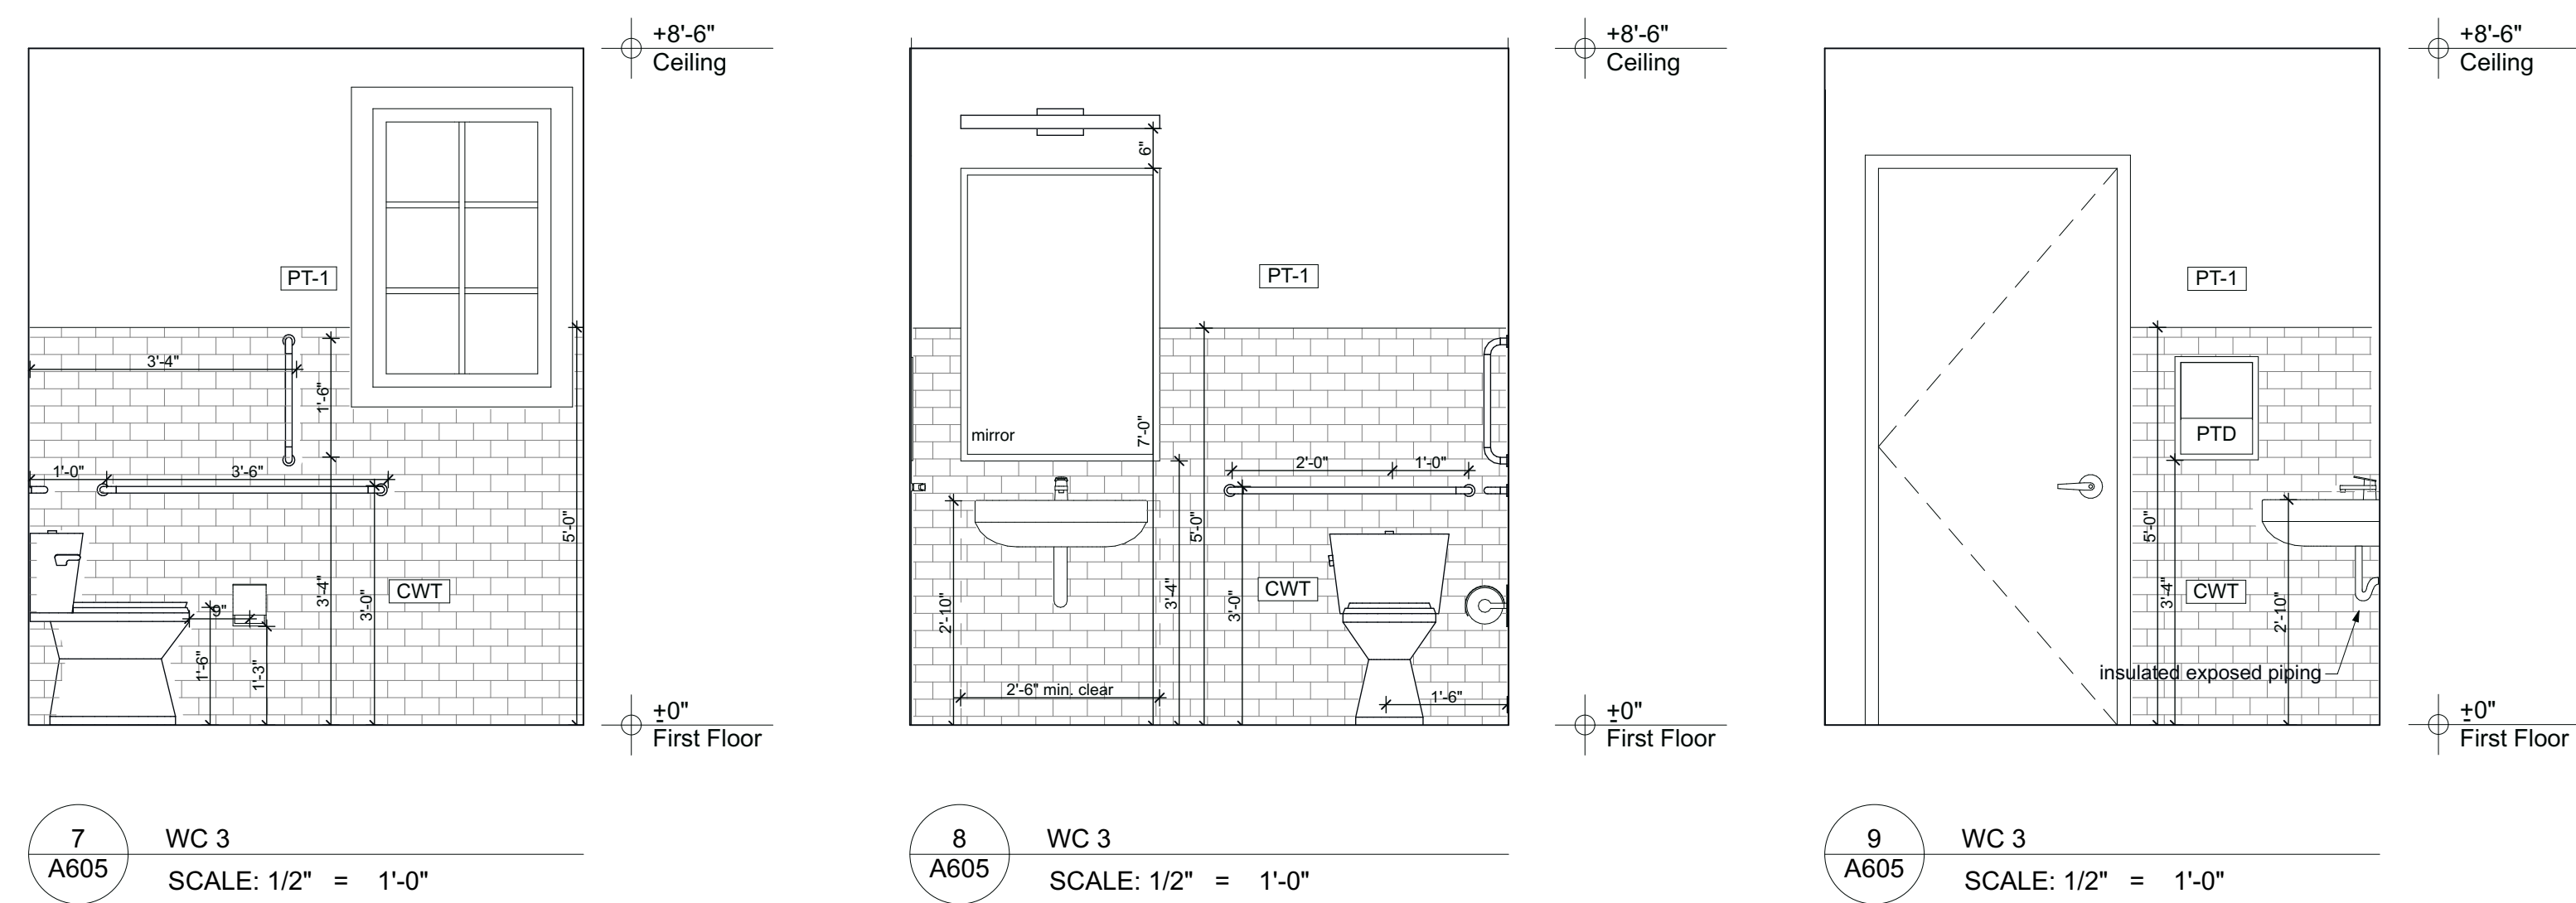 +8'-6"
Ceiling
PT-1
3'-4"
1'-6"
1'-0"
3'-6"
5'-0"
9"
3'-4"
3'-0"
CWT
1'-6"
1'-3"
±0"
First Floor
7
A605
WC 3
SCALE: 1/2" = 1'-0"
+8'-6"
Ceiling
6"
PT-1
mirror
7'-0"
2'-0"
1'-0"
5'-0"
2'-10"
3'-4"
3'-0"
CWT
2'-6" min. clear
1'-6"
±0"
First Floor
8
A605
WC 3
SCALE: 1/2" = 1'-0"
+8'-6"
Ceiling
PT-1
PTD
5'-0"
3'-4"
CWT
2'-10"
insulated exposed piping
±0"
First Floor
9
A605
WC 3
SCALE: 1/2" = 1'-0"